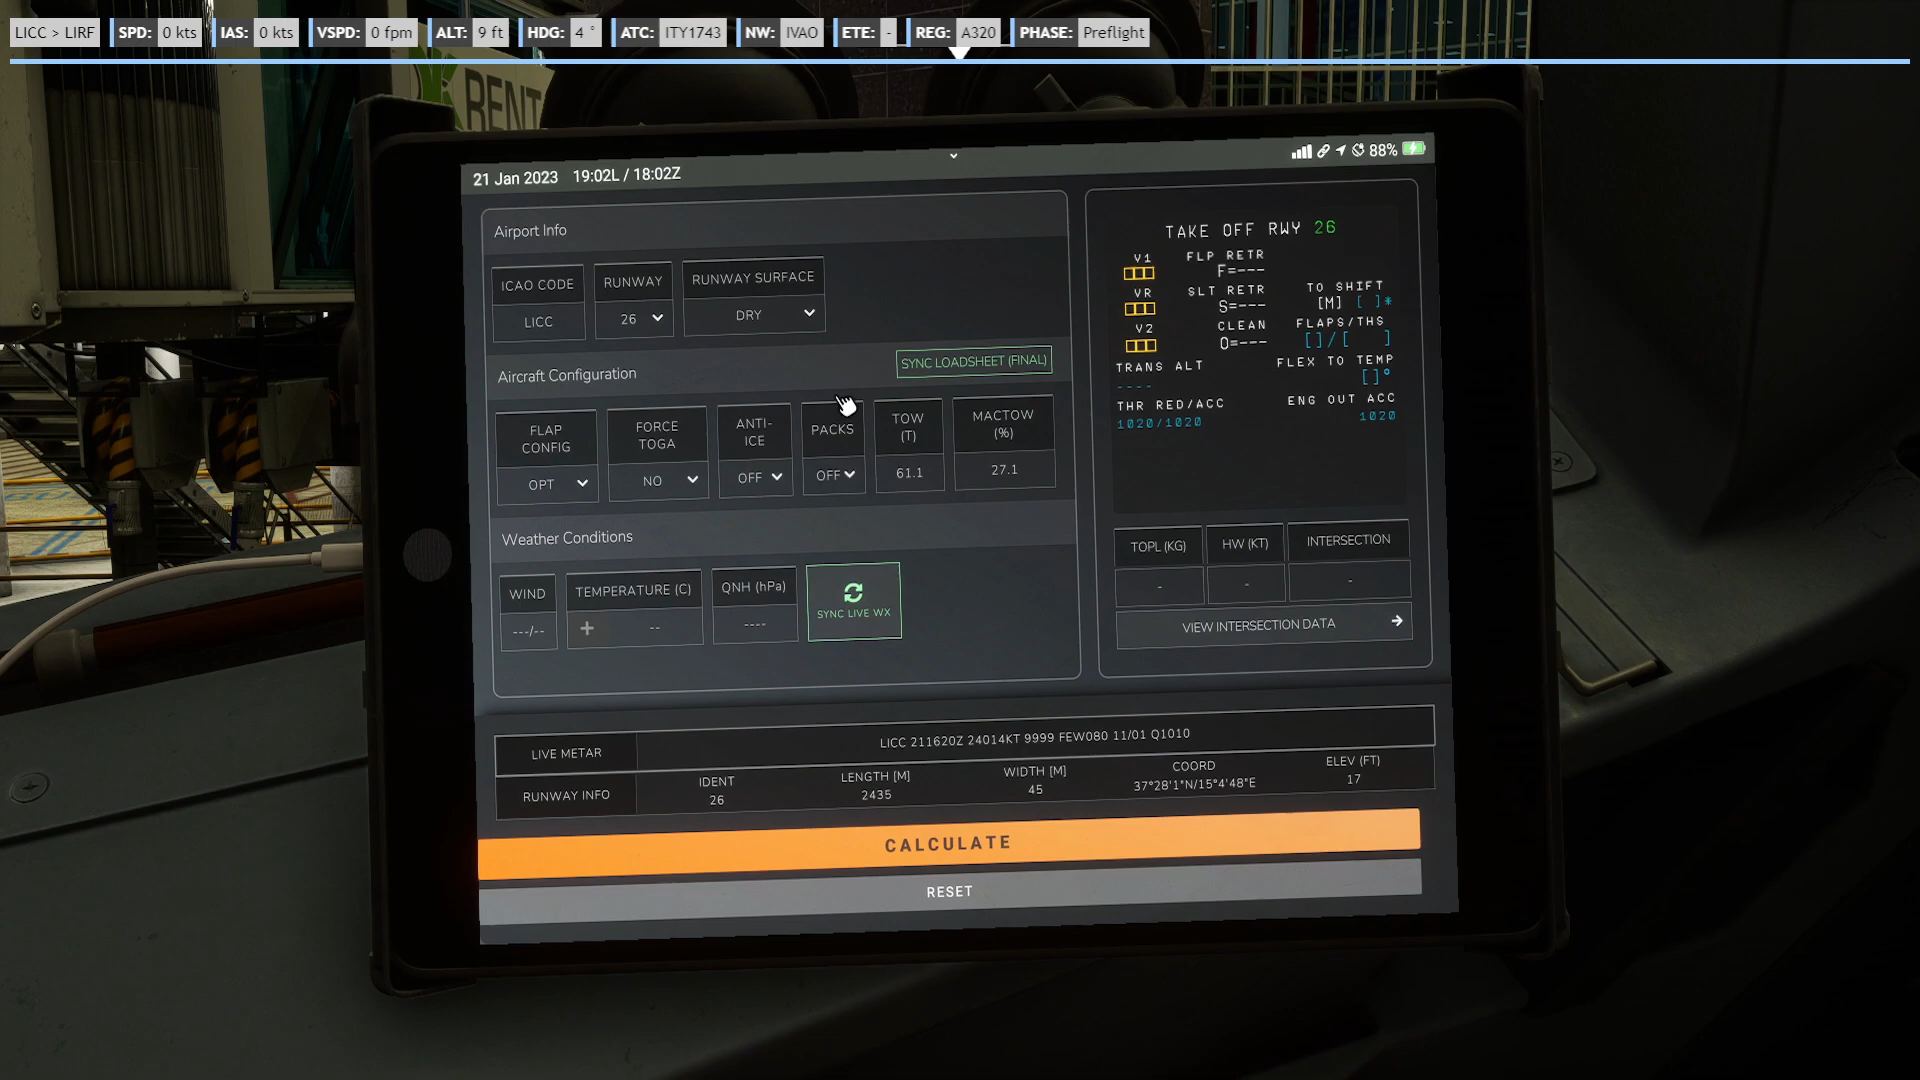 LICC > LIRF SPD: 0 kts IAS: 0 kts VSPD: 0 fpm ALT: 9 ft HDG: 4 ° ATC: ITY1743 NW: IVAO ETE: - REG: A320 PHASE: Preflight
RENT
21 Jan 2023 19:02L / 18:02Z
88%
Airport Info
ICAO CODE RUNWAY RUNWAY SURFACE
LICC 26 DRY
Aircraft Configuration
SYNC LOADSHEET (FINAL)
FLAP CONFIG FORCE TOGA ANTI-ICE PACKS TOW (T) MACTOW (%)
OPT NO OFF OFF 61.1 27.1
Weather Conditions
WIND TEMPERATURE (C) QNH (hPa)
---/-- + -- ----
SYNC LIVE WX
TAKE OFF RWY 26
V1 FLP RETR
F=---
VR SLT RETR TO SHIFT
S=--- [M] [ ]*
V2 CLEAN FLAPS/THS
O=--- []/[ ]
TRANS ALT FLEX TO TEMP
---- []°
THR RED/ACC ENG OUT ACC
1020/1020 1020
TOPL (KG) HW (KT) INTERSECTION
- - -
VIEW INTERSECTION DATA
LIVE METAR LICC 211620Z 24014KT 9999 FEW080 11/01 Q1010
RUNWAY INFO
IDENT LENGTH [M] WIDTH [M] COORD ELEV (FT)
26 2435 45 37°28'1"N/15°4'48"E 17
CALCULATE
RESET